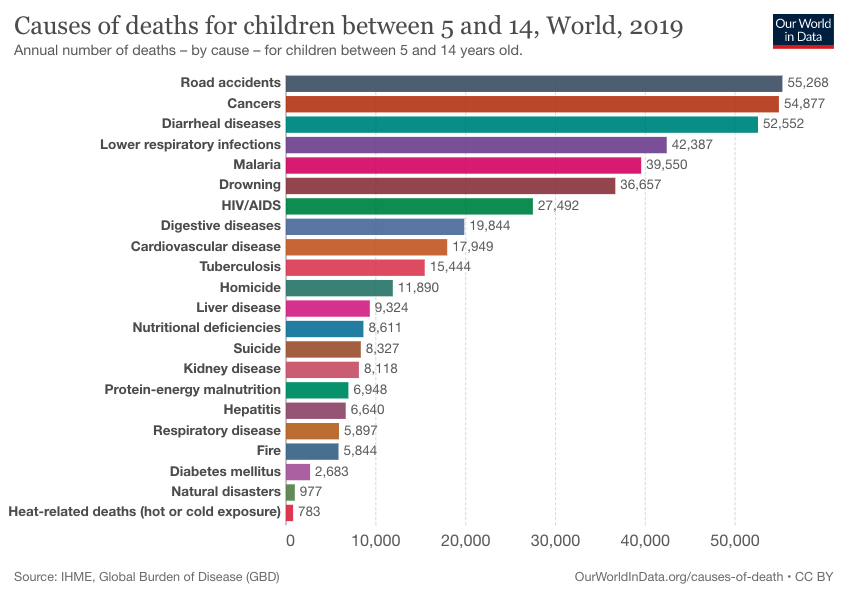 Causes of deaths for children between 5 and 14, World, 2019
Annual number of deaths – by cause – for children between 5 and 14 years old.
Our World
in Data
Road accidents 55,268
Cancers 54,877
Diarrheal diseases 52,552
Lower respiratory infections 42,387
Malaria 39,550
Drowning 36,657
HIV/AIDS 27,492
Digestive diseases 19,844
Cardiovascular disease 17,949
Tuberculosis 15,444
Homicide 11,890
Liver disease 9,324
Nutritional deficiencies 8,611
Suicide 8,327
Kidney disease 8,118
Protein-energy malnutrition 6,948
Hepatitis 6,640
Respiratory disease 5,897
Fire 5,844
Diabetes mellitus 2,683
Natural disasters 977
Heat-related deaths (hot or cold exposure) 783
0 10,000 20,000 30,000 40,000 50,000
Source: IHME, Global Burden of Disease (GBD)
OurWorldInData.org/causes-of-death • CC BY